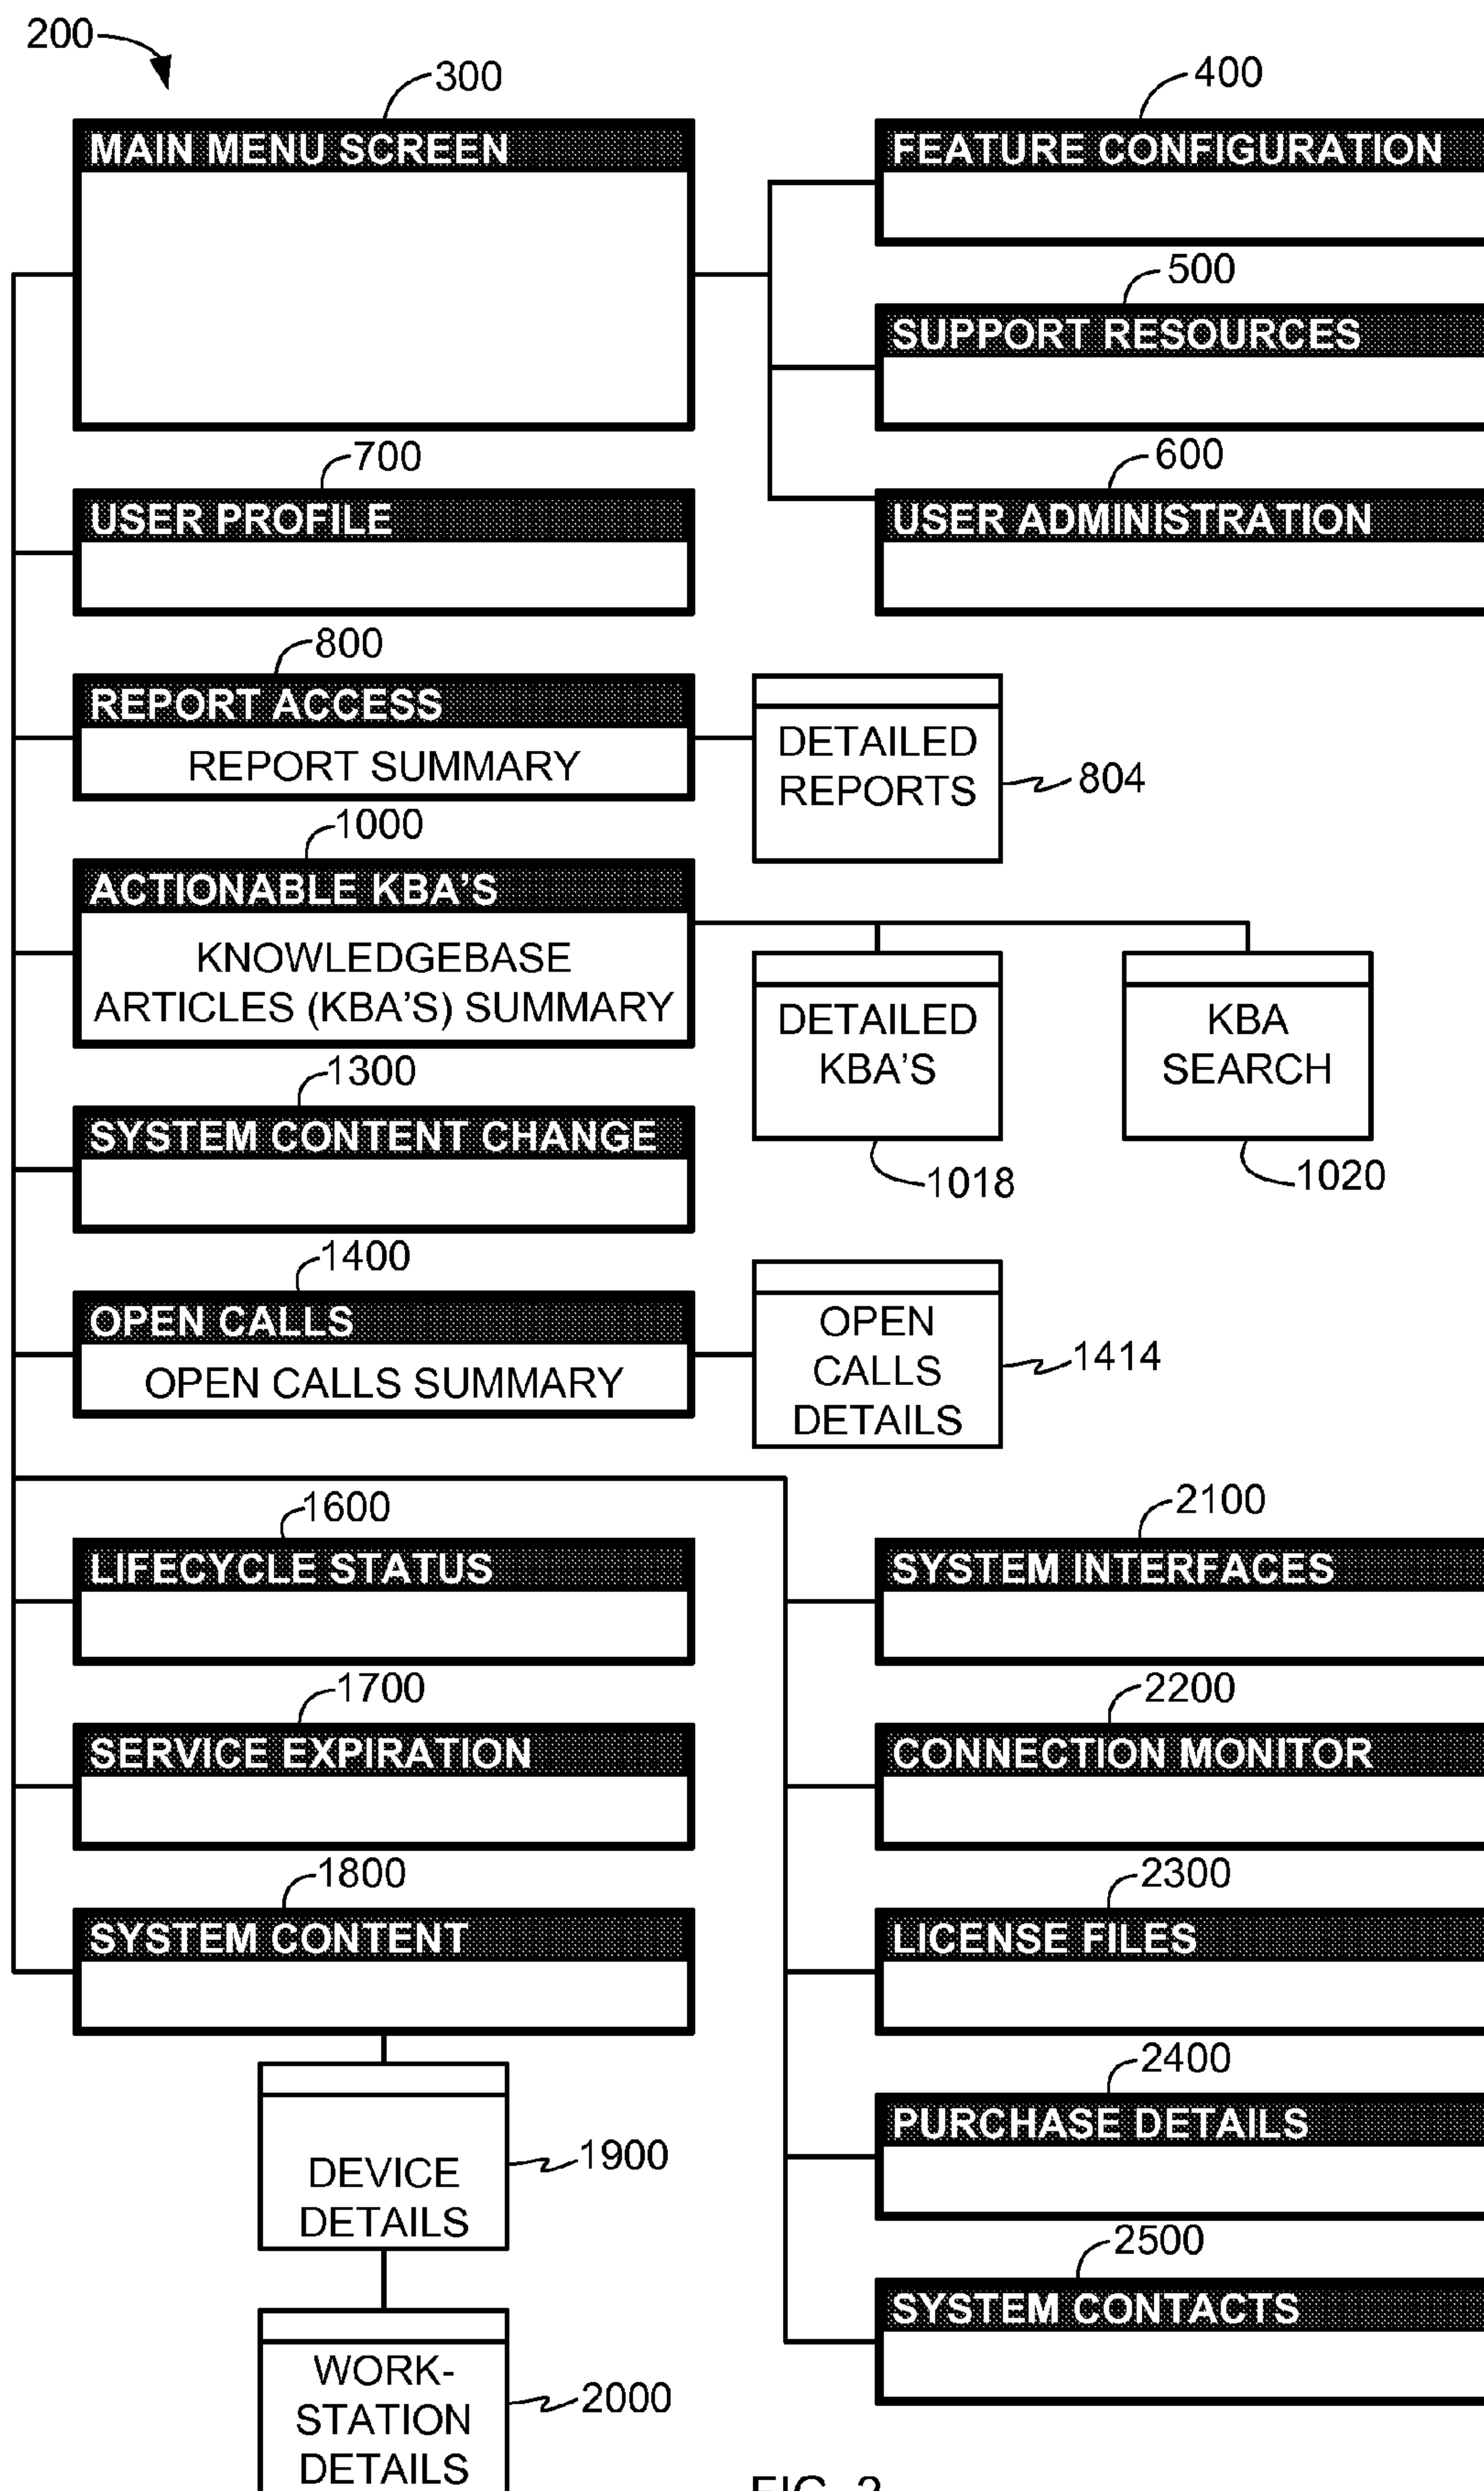 200
300
MAIN MENU SCREEN
400
FEATURE CONFIGURATION
500
SUPPORT RESOURCES
600
USER ADMINISTRATION
700
USER PROFILE
800
REPORT ACCESS
REPORT SUMMARY
DETAILED
REPORTS
804
1000
ACTIONABLE KBA'S
KNOWLEDGEBASE
ARTICLES (KBA'S) SUMMARY
DETAILED
KBA'S
1018
KBA
SEARCH
1020
1300
SYSTEM CONTENT CHANGE
1400
OPEN CALLS
OPEN CALLS SUMMARY
OPEN
CALLS
DETAILS
1414
1600
LIFECYCLE STATUS
1700
SERVICE EXPIRATION
1800
SYSTEM CONTENT
DEVICE
DETAILS
1900
WORK-
STATION
DETAILS
2000
2100
SYSTEM INTERFACES
2200
CONNECTION MONITOR
2300
LICENSE FILES
2400
PURCHASE DETAILS
2500
SYSTEM CONTACTS